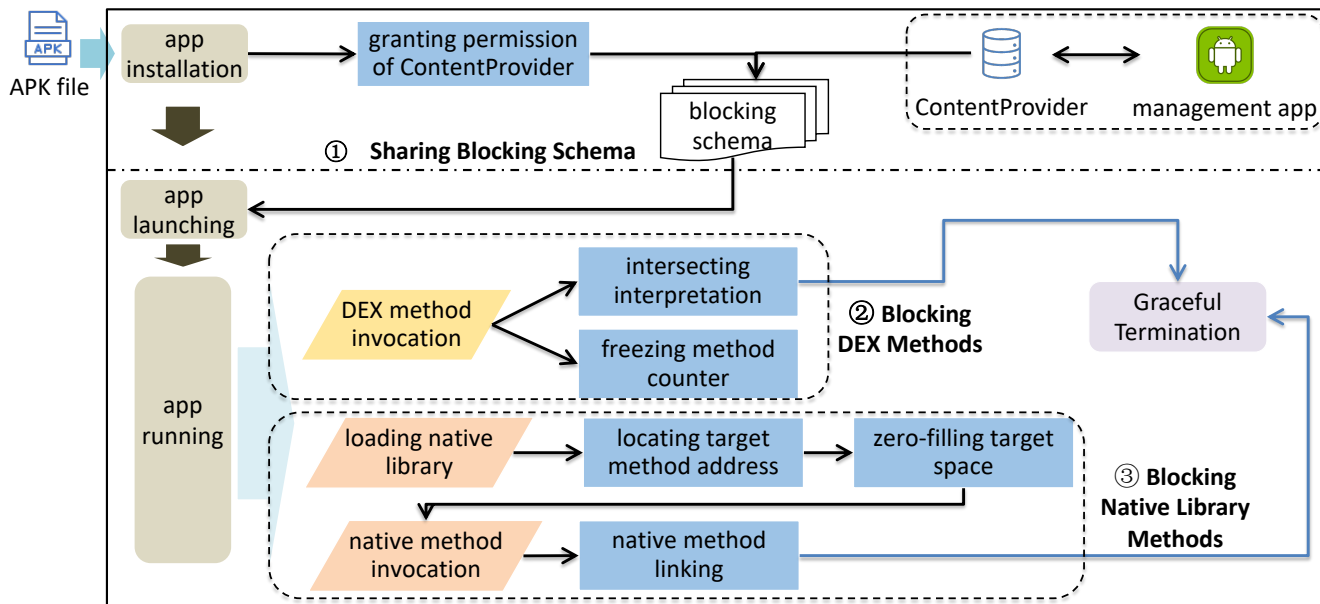 APK
APK file
app
installation
granting permission
of ContentProvider
ContentProvider
management app
blocking
schema
① Sharing Blocking Schema
app
launching
app
running
DEX method
invocation
intersecting
interpretation
freezing method
counter
② Blocking
DEX Methods
Graceful
Termination
loading native
library
locating target
method address
zero-filling target
space
native method
invocation
native method
linking
③ Blocking
Native Library
Methods